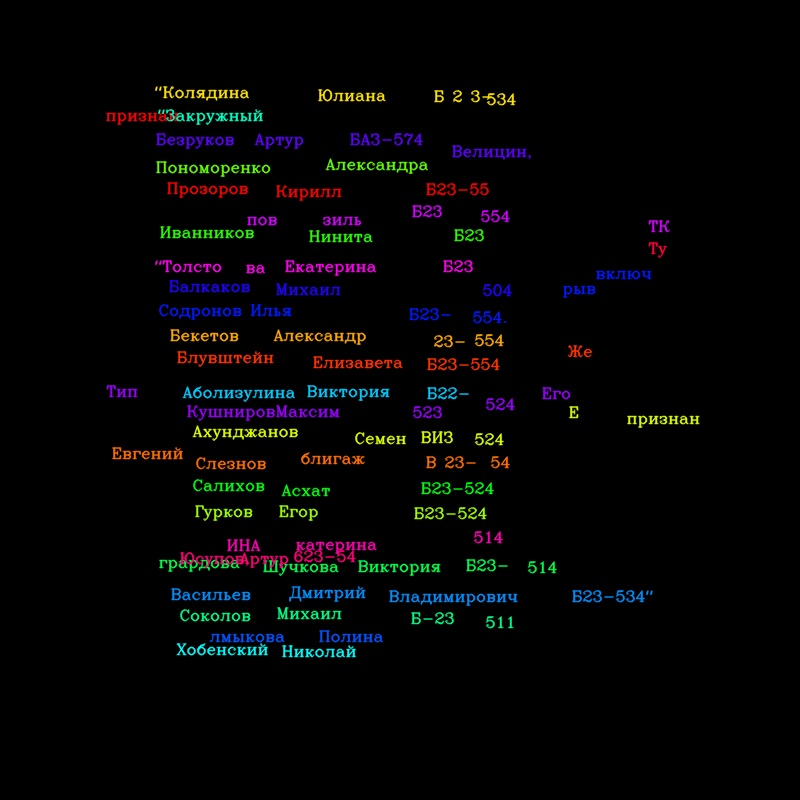 "Колядина Юлиана Б 2 3- 534
признан "Закружный
Безруков Артур БАЗ-574 Велицин,
Пономоренко Александра
Прозоров Кирилл Б23-55
пов зиль Б23 554 ТК
Иванников Нинита Б23 Ту
"Толсто ва Екатерина Б23 включ
Балкаков Михаил 504 рыв
Содронов Илья Б23- 554.
Бекетов Александр 23- 554 Же
Блувштейн Елизавета Б23-554
Тип Аболизулина Виктория Б22- Его
Кушниров Максим 523 524 Е признан
Ахунджанов Семен ВИЗ 524
Евгений Слезновблигаж В 23- 54
Салихов Асхат Б23-524
Гурков Егор Б23-524
ИНА катерина 514
Юсупов Артур 623-54
грардова Шучкова Виктория Б23- 514
Васильев Дмитрий Владимирович Б23-534"
Соколов Михаил Б-23 511
лмыкова Полина
Хобенский Николай